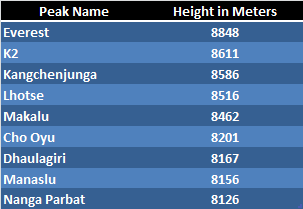 Peak Name Height in Meters
Everest 8848
K2 8611
Kangchenjunga 8586
Lhotse 8516
Makalu 8462
Cho Oyu 8201
Dhaulagiri 8167
Manaslu 8156
Nanga Parbat 8126